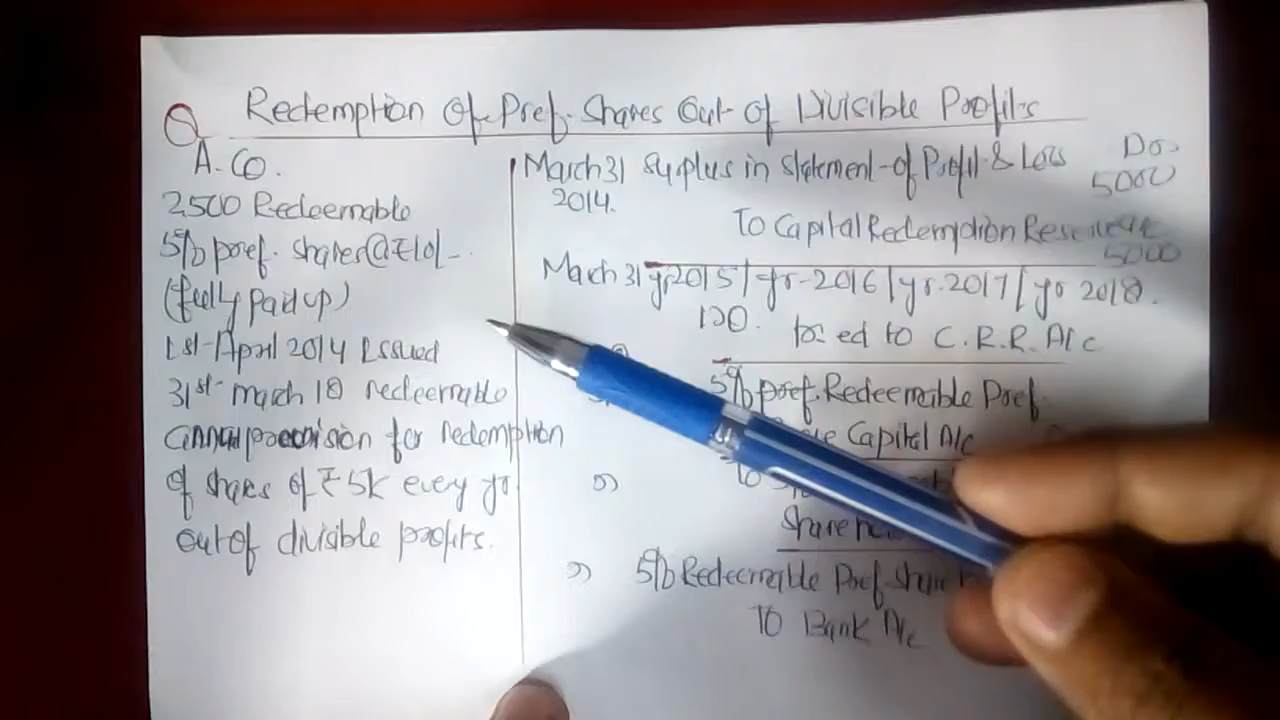 Q Redemption Of Pref. Shares Out Of Divisible Profits
A. Co.
2500 Redeemable
5% pref. shares@₹10/-
(fully paid up)
1st April 2014 Issued
31st march 18 redeemable
provision for redemption
of shares of ₹5k every yr
out of divisible profits.
March 31 Surplus in statement of Profit & Loss Dr.
2014. 5000
To Capital Redemption Reserve
5000
March 31 yr 2015 | yr-2016 | yr. 2017 | yr 2018.
to C.R.R. A/c
5% pref. Redeemable Pref.
Capital A/c
To
Share
5% Redeemable Pref. Share
To Bank A/c